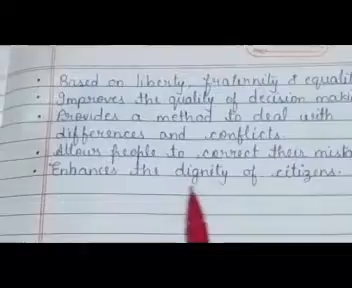 • Based on liberty, fraternity & equali
• Improves the quality of decision maki
• Provides a method to deal with
differences and conflicts.
• Allows people to correct their mista
• Enhances the dignity of citizens.